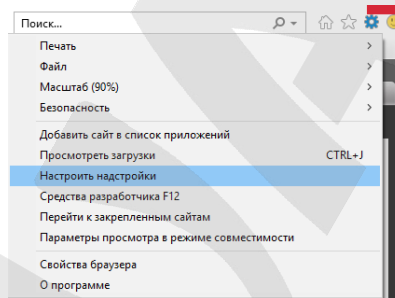 Поиск...
Печать
Файл
Масштаб (90%)
Безопасность
Добавить сайт в список приложений
Просмотреть загрузки CTRL+J
Настроить надстройки
Средства разработчика F12
Перейти к закрепленным сайтам
Параметры просмотра в режиме совместимости
Свойства браузера
О программе